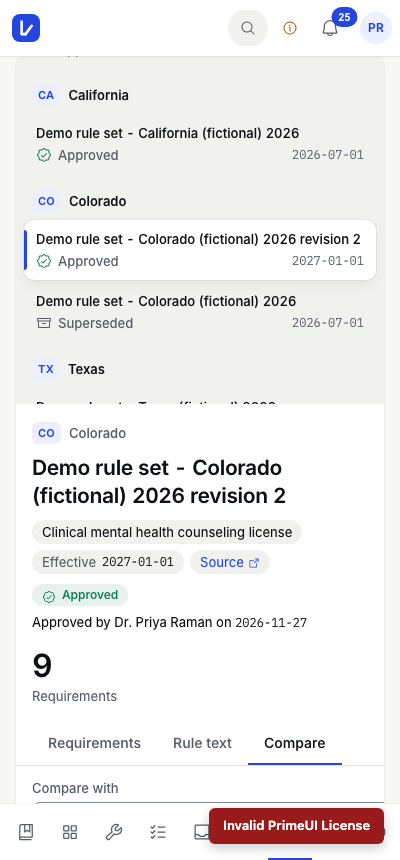 25
PR
CA California
Demo rule set - California (fictional) 2026
Approved 2026-07-01
CO Colorado
Demo rule set - Colorado (fictional) 2026 revision 2
Approved 2027-01-01
Demo rule set - Colorado (fictional) 2026
Superseded 2026-07-01
TX Texas
CO Colorado
Demo rule set - Colorado
(fictional) 2026 revision 2
Clinical mental health counseling license
Effective 2027-01-01 Source
Approved
Approved by Dr. Priya Raman on 2026-11-27
9
Requirements
Requirements Rule text Compare
Compare with
Invalid PrimeUI License